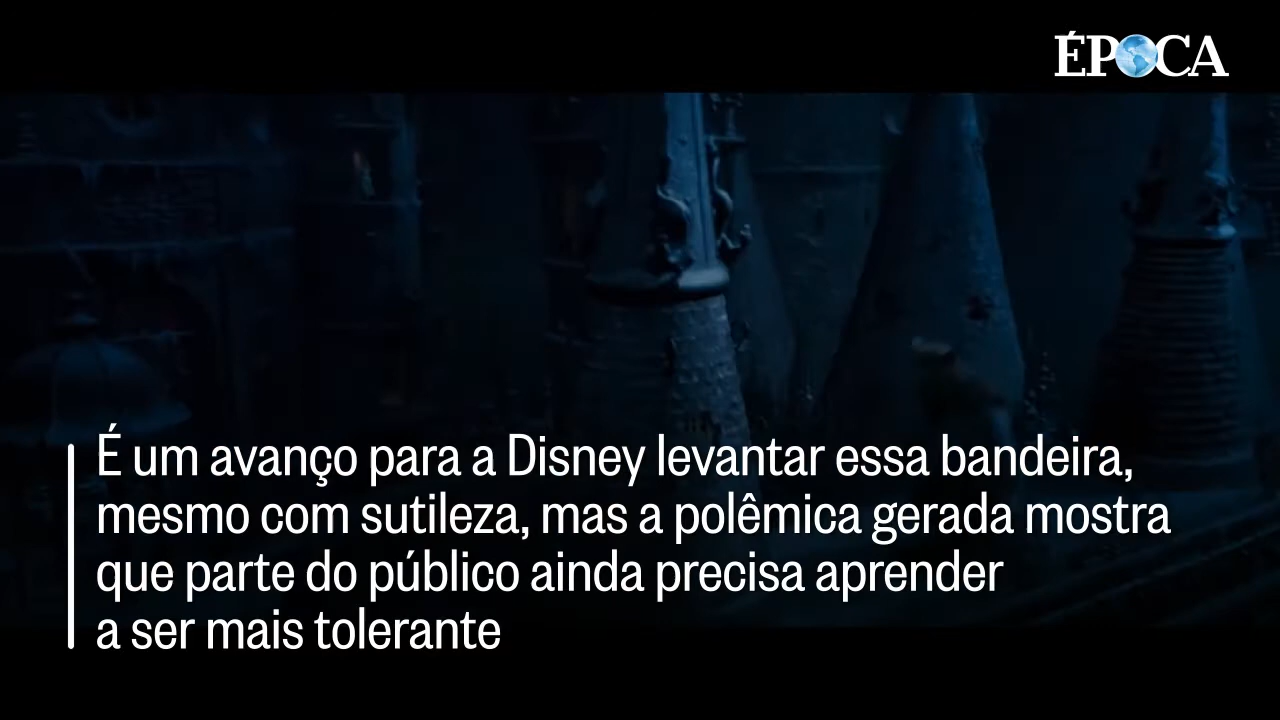 ÉPOCA
É um avanço para a Disney levantar essa bandeira,
mesmo com sutileza, mas a polêmica gerada mostra
que parte do público ainda precisa aprender
a ser mais tolerante